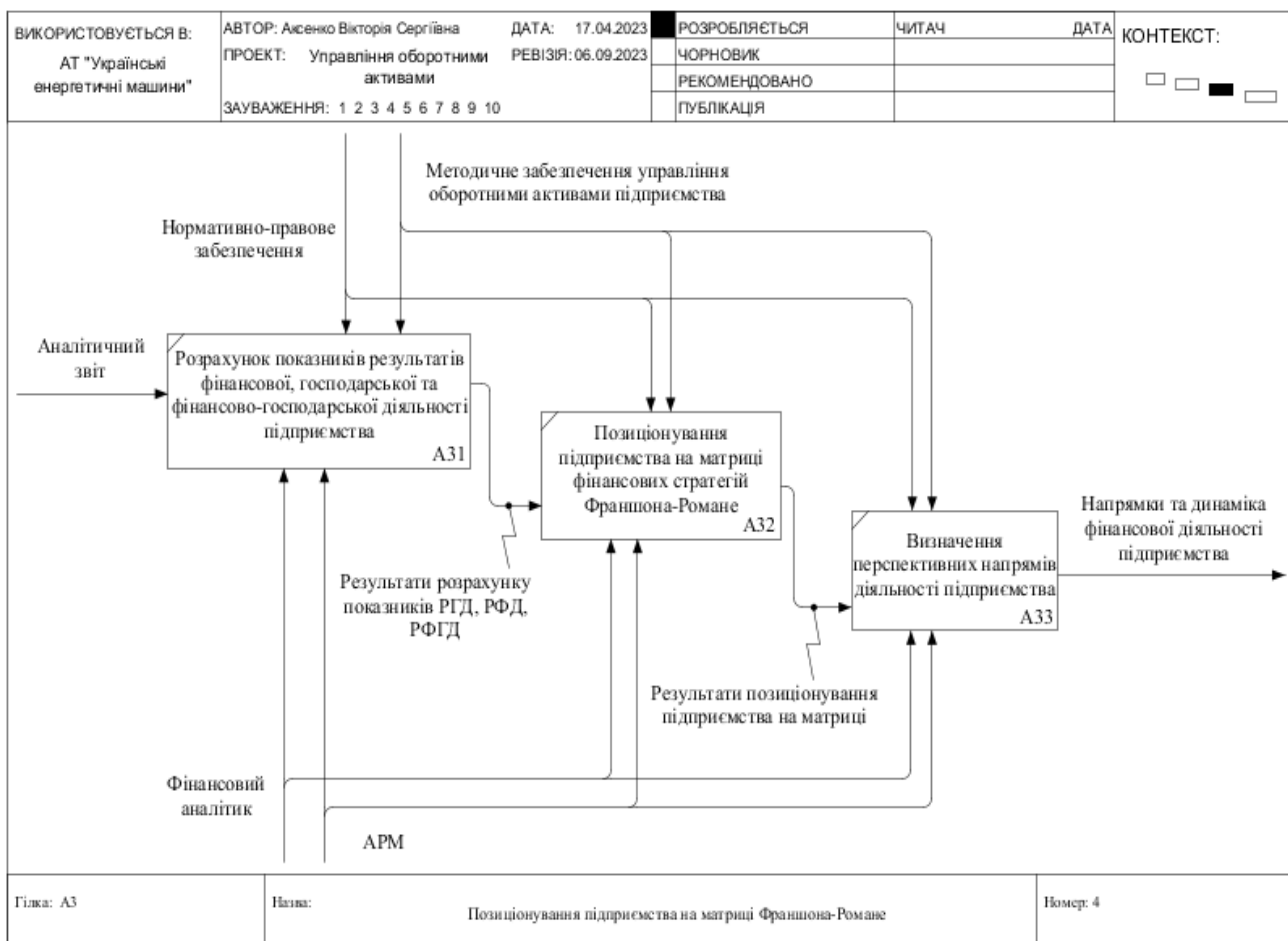 ВИКОРИСТОВУЄТЬСЯ В:
АТ "Українські
енергетичні машини"
АВТОР: Аксенко Вікторія Сергіївна
ДАТА: 17.04.2023
ПРОЕКТ: Управління оборотними
активами
РЕВІЗІЯ: 06.09.2023
ЗАУВАЖЕННЯ: 1 2 3 4 5 6 7 8 9 10
РОЗРОБЛЯЄТЬСЯ
ЧОРНОВИК
РЕКОМЕНДОВАНО
ПУБЛІКАЦІЯ
ЧИТАЧ
ДАТА
КОНТЕКСТ:
Методичне забезпечення управління
оборотними активами підприємства
Нормативно-правове
забезпечення
Аналітичний
звіт
Розрахунок показників результатів
фінансової, господарської та
фінансово-господарської діяльності
підприємства
А31
Позиціонування
підприємства на матриці
фінансових стратегій
Франшона-Романе
А32
Визначення
перспективних напрямів
діяльності підприємства
А33
Напрямки та динаміка
фінансової діяльності
підприємства
Результати розрахунку
показників РГД, РФД,
РФГД
Результати позиціонування
підприємства на матриці
Фінансовий
аналітик
АРМ
Гілка: А3
Назва:
Позиціонування підприємства на матриці Франшона-Романе
Номер: 4